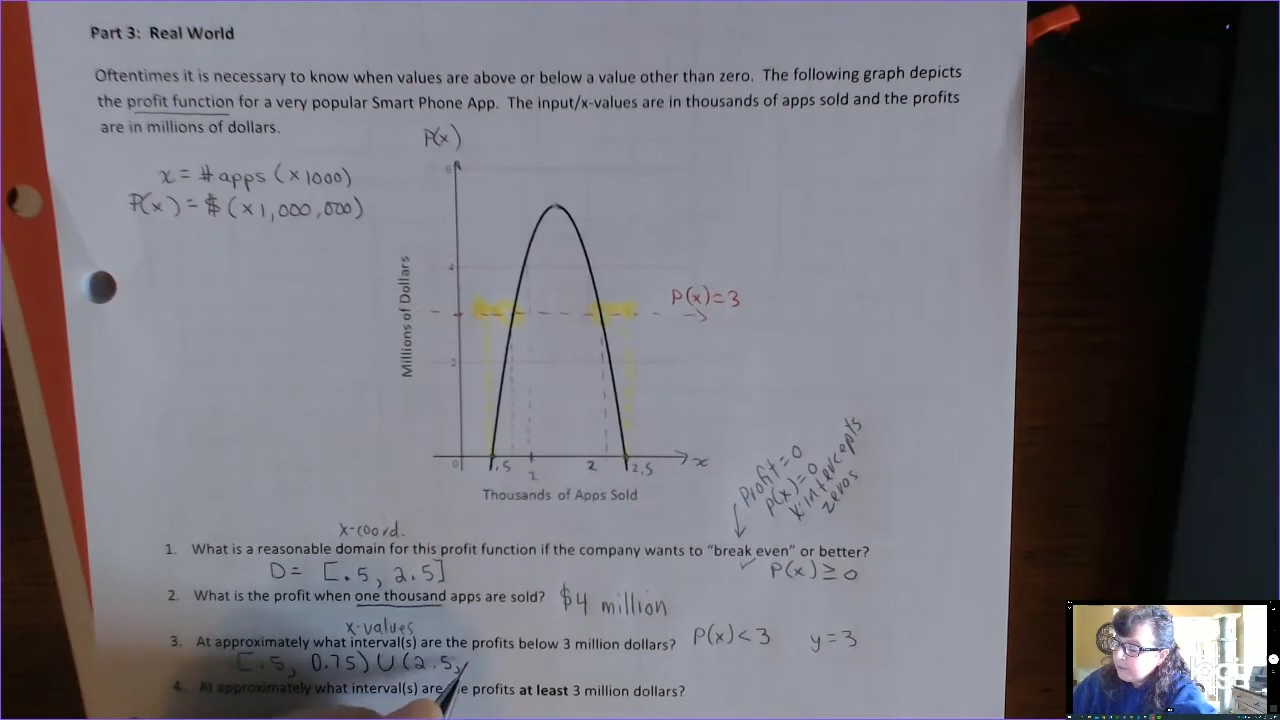 Part 3: Real World
Oftentimes it is necessary to know when values are above or below a value other than zero. The following graph depicts
the profit function for a very popular Smart Phone App. The input/x-values are in thousands of apps sold and the profits
are in millions of dollars.
P(x)
x = # apps (×1000)
P(x) = $ (×1,000,000)
6
4
Millions of Dollars
P(x)=3
2
0
.5
1
2
2.5
x
Thousands of Apps Sold
Profit=0
P(x)=0
x-intercepts
zeros
x-coord.
1. What is a reasonable domain for this profit function if the company wants to "break even" or better?
D= [.5, 2.5]
P(x) ≥ 0
2. What is the profit when one thousand apps are sold? $4 million
x-values
3. At approximately what interval(s) are the profits below 3 million dollars? P(x)<3 y=3
[.5, 0.75) ∪ (2.5,
4. At approximately what interval(s) are the profits at least 3 million dollars?